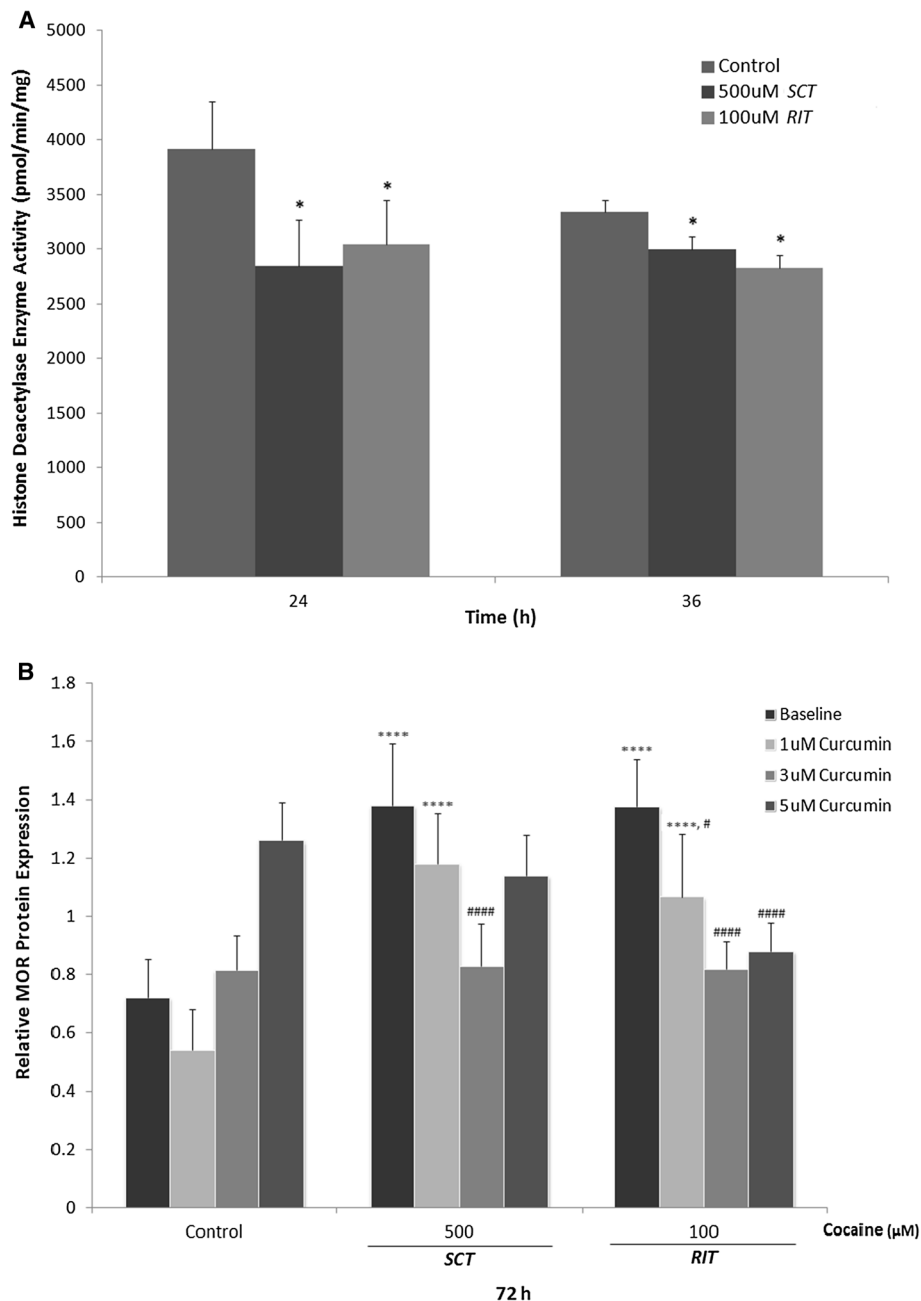 A
Histone Deacetylase Enzyme Activity (pmol/min/mg)
5000
4500
4000
3500
3000
2500
2000
1500
1000
500
0
Control
500uM SCT
100uM RIT
*
*
*
*
24
36
Time (h)
B
Relative MOR Protein Expression
1.8
1.6
1.4
1.2
1
0.8
0.6
0.4
0.2
0
Baseline
1uM Curcumin
3uM Curcumin
5uM Curcumin
****
****
####
****
****, #
####
####
Control
500
100
Cocaine (µM)
SCT
RIT
72 h